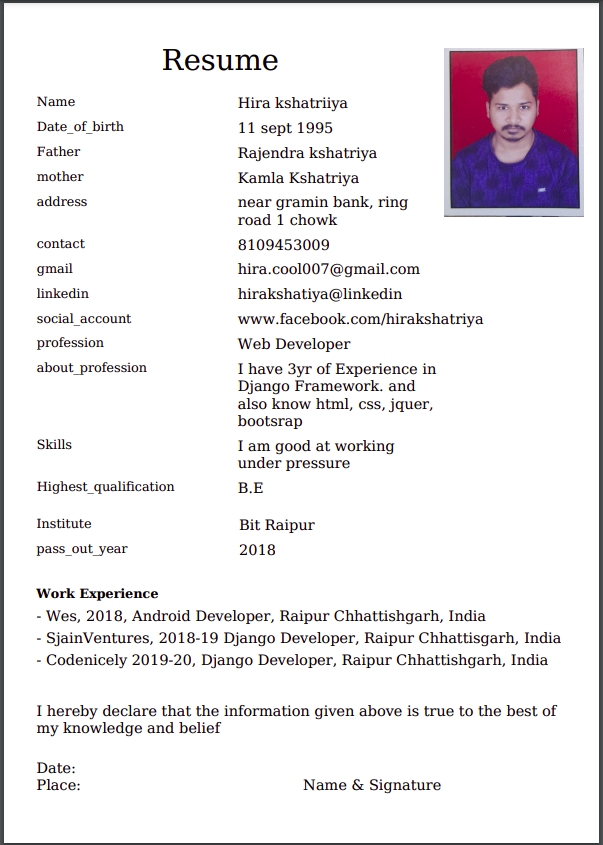 Resume
Name Hira kshatriiya
Date_of_birth 11 sept 1995
Father Rajendra kshatriya
mother Kamla Kshatriya
address near gramin bank, ring
road 1 chowk
contact 8109453009
gmail hira.cool007@gmail.com
linkedin hirakshatiya@linkedin
social_account www.facebook.com/hirakshatriya
profession Web Developer
about_profession I have 3yr of Experience in
Django Framework. and
also know html, css, jquer,
bootsrap
Skills I am good at working
under pressure
Highest_qualification B.E
Institute Bit Raipur
pass_out_year 2018
Work Experience
- Wes, 2018, Android Developer, Raipur Chhattishgarh, India
- SjainVentures, 2018-19 Django Developer, Raipur Chhattisgarh, India
- Codenicely 2019-20, Django Developer, Raipur Chhattishgarh, India
I hereby declare that the information given above is true to the best of
my knowledge and belief
Date:
Place: Name & Signature